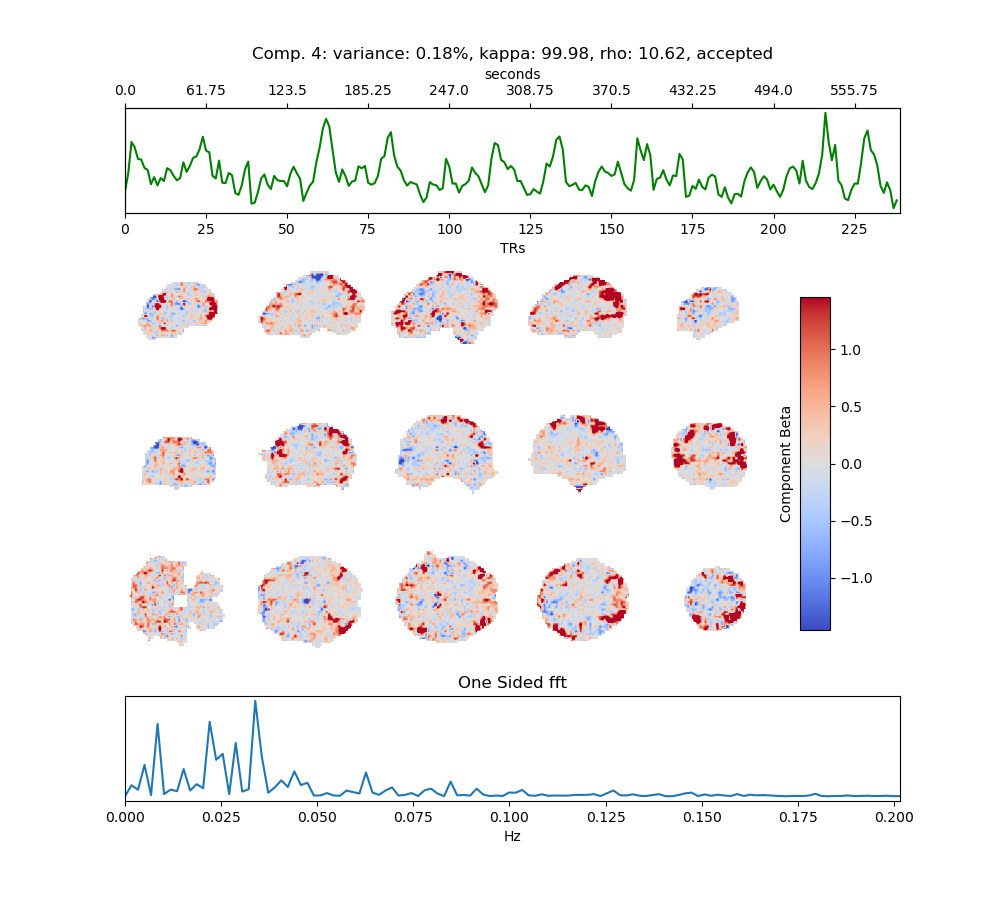 Comp. 4: variance: 0.18%, kappa: 99.98, rho: 10.62, accepted
seconds
0.0 61.75 123.5 185.25 247.0 308.75 370.5 432.25 494.0 555.75
0 25 50 75 100 125 150 175 200 225
TRs
1.0
0.5
0.0
−0.5
−1.0
Component Beta
One Sided fft
0.000 0.025 0.050 0.075 0.100 0.125 0.150 0.175 0.200
Hz